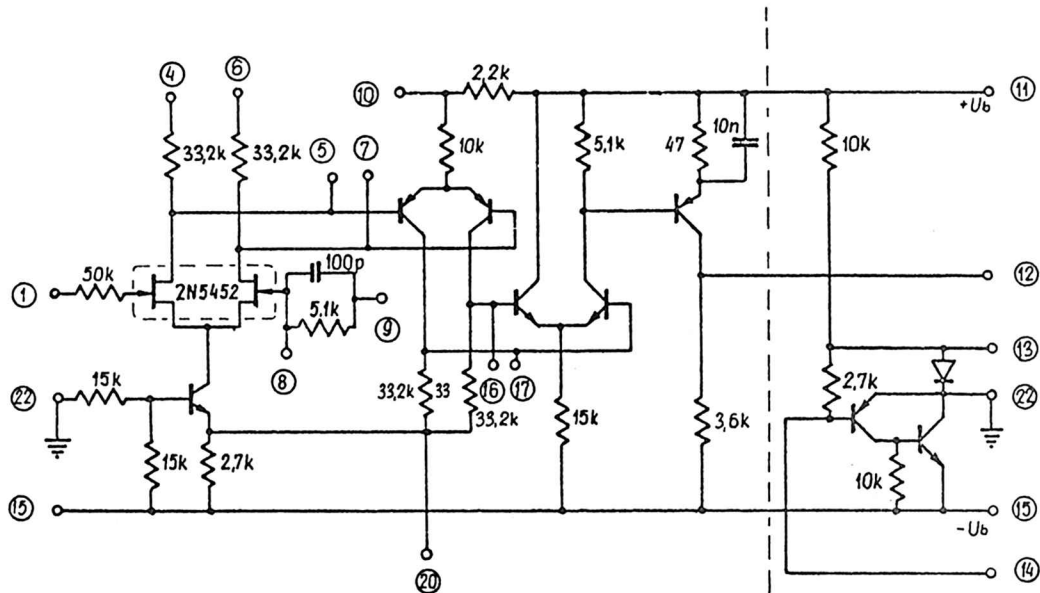 ④
⑥
⑩
2,2k
⑪
+Ub
33,2k
33,2k
⑤
⑦
10k
5,1k
47
10n
10k
①
50k
2N5452
100p
5.1k
⑨
⑧
⑫
⑬
22
15k
33,2k
33
⑯
⑰
33,2k
15k
3,6k
2,7k
22
15k
2,7k
10k
⑮
⑮
-Ub
⑳
⑭